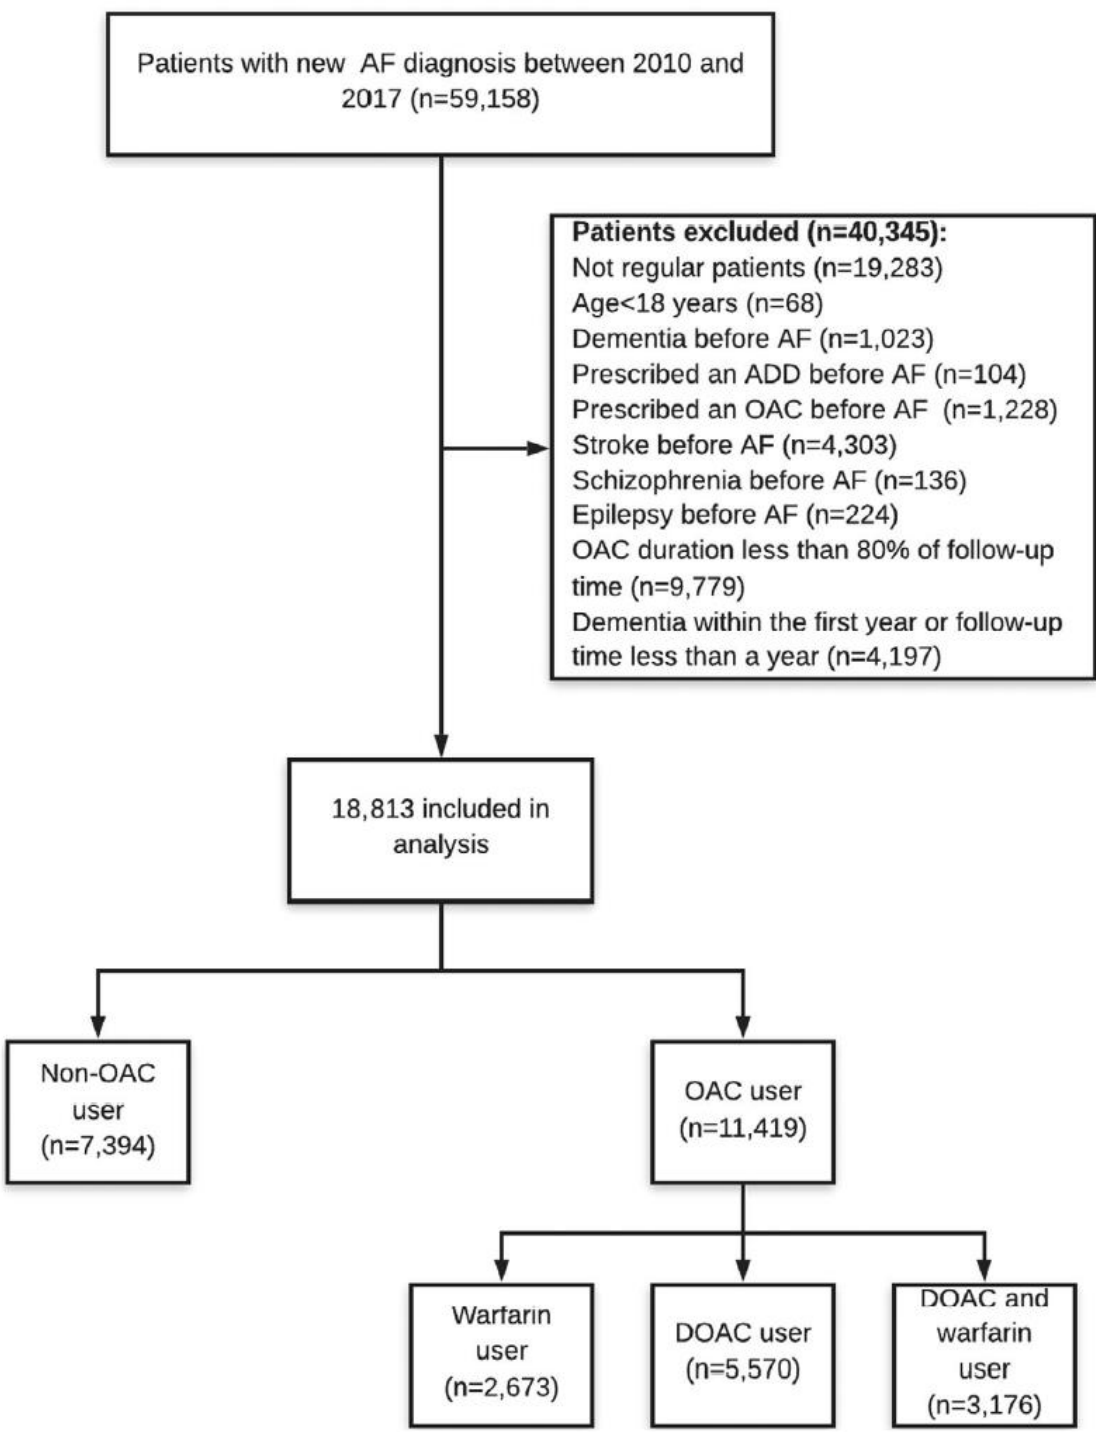 Patients with new AF diagnosis between 2010 and
2017 (n=59,158)
Patients excluded (n=40,345):
Not regular patients (n=19,283)
Age<18 years (n=68)
Dementia before AF (n=1,023)
Prescribed an ADD before AF (n=104)
Prescribed an OAC before AF (n=1,228)
Stroke before AF (n=4,303)
Schizophrenia before AF (n=136)
Epilepsy before AF (n=224)
OAC duration less than 80% of follow-up
time (n=9,779)
Dementia within the first year or follow-up
time less than a year (n=4,197)
18,813 included in
analysis
Non-OAC
user
(n=7,394)
OAC user
(n=11,419)
Warfarin
user
(n=2,673)
DOAC user
(n=5,570)
DOAC and
warfarin
user
(n=3,176)